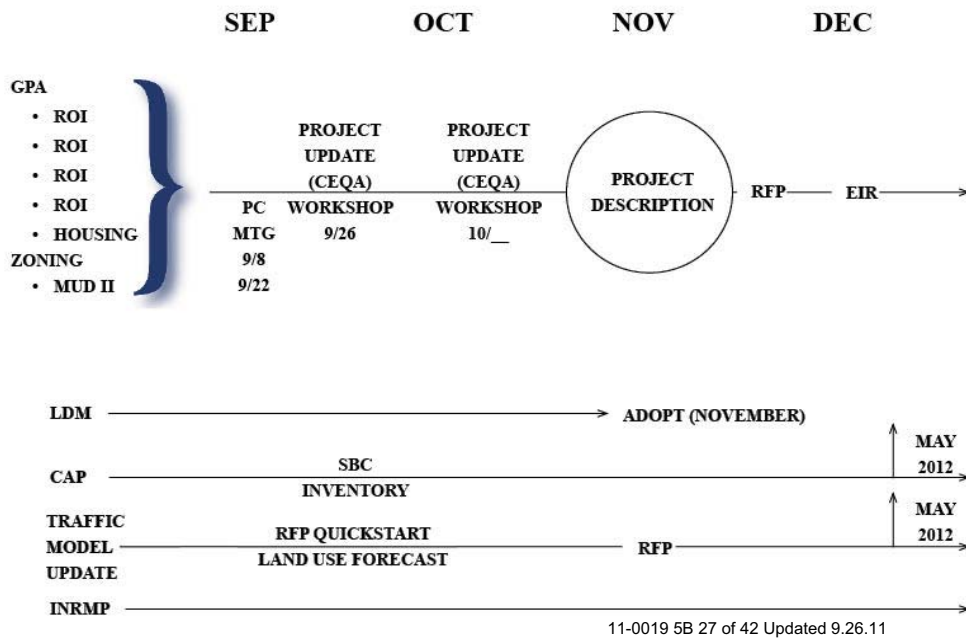 SEP OCT NOV DEC
GPA
• ROI
• ROI
• ROI
• ROI
• HOUSING
ZONING
• MUD II
PC
MTG
9/8
9/22
PROJECT
UPDATE
(CEQA)
WORKSHOP
9/26
PROJECT
UPDATE
(CEQA)
WORKSHOP
10/__
PROJECT
DESCRIPTION
RFP
EIR
LDM
ADOPT (NOVEMBER)
CAP
SBC
INVENTORY
MAY
2012
TRAFFIC
MODEL
UPDATE
RFP QUICKSTART
LAND USE FORECAST
RFP
MAY
2012
INRMP
11-0019 5B 27 of 42 Updated 9.26.11